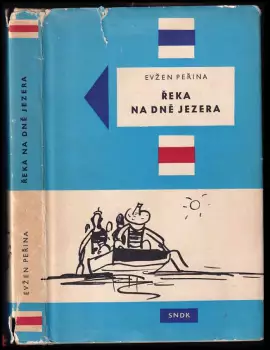 EVŽEN PEŘINA
ŘEKA
NA DNĚ JEZERA
SNDK
EVŽEN PEŘINA
ŘEKA NA DNĚ JEZERA